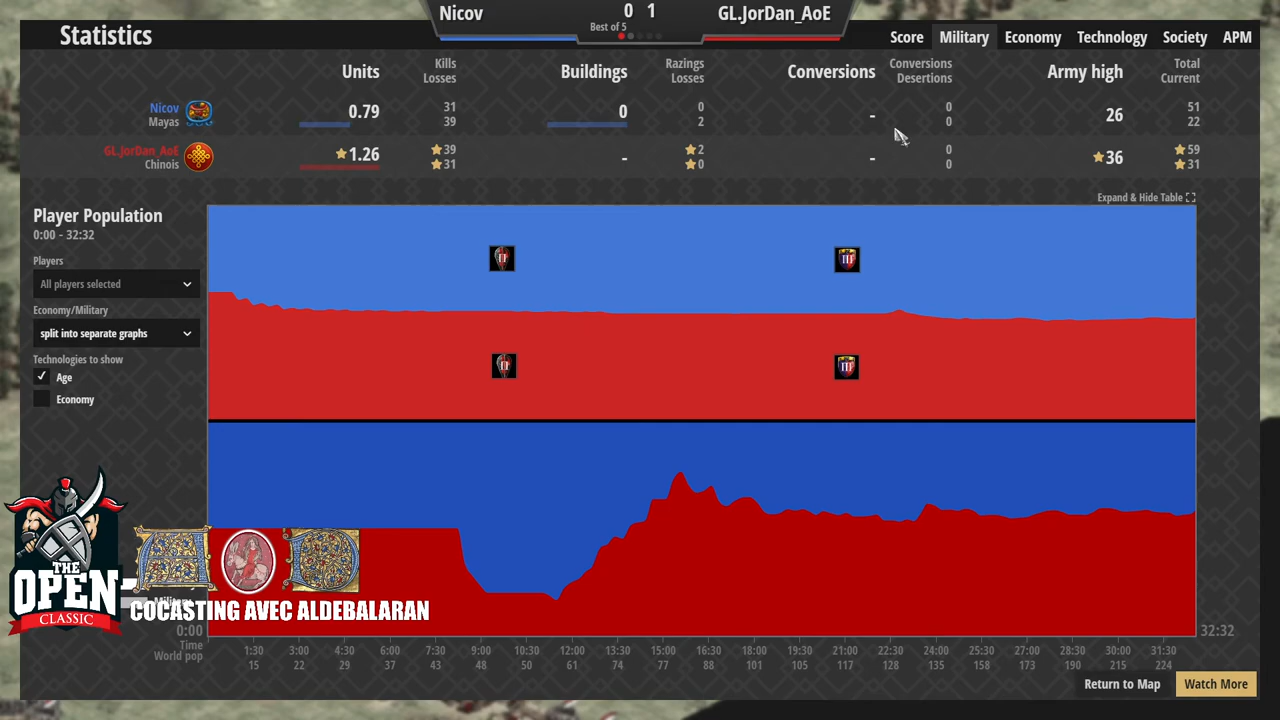 Nicov 0 1 GL.JorDan_AoE
Best of 5
Statistics
Score Military Economy Technology Society APM
Units Kills Losses Buildings Razings Losses Conversions Conversions Desertions Army high Total Current
Nicov
Mayas
0.79 31 39 0 0 2 - 0 0 26 51 22
GL.JorDan_AoE
Chinois
1.26 39 31 - 2 0 - 0 0 36 59 31
Expand & Hide Table
Player Population
0:00 - 32:32
Players
All players selected
Economy/Military
split into separate graphs
Technologies to show
Age
Economy
II
III
II
III
THE
OPEN
CLASSIC
COCASTING AVEC ALDEBALARAN
0:00 32:32
Time 1:30 3:00 4:30 6:00 7:30 9:00 10:30 12:00 13:30 15:00 16:30 18:00 19:30 21:00 22:30 24:00 25:30 27:00 28:30 30:00 31:30
World pop 15 22 29 37 43 48 50 61 74 77 88 101 105 117 128 135 158 173 190 215 224
Return to Map Watch More